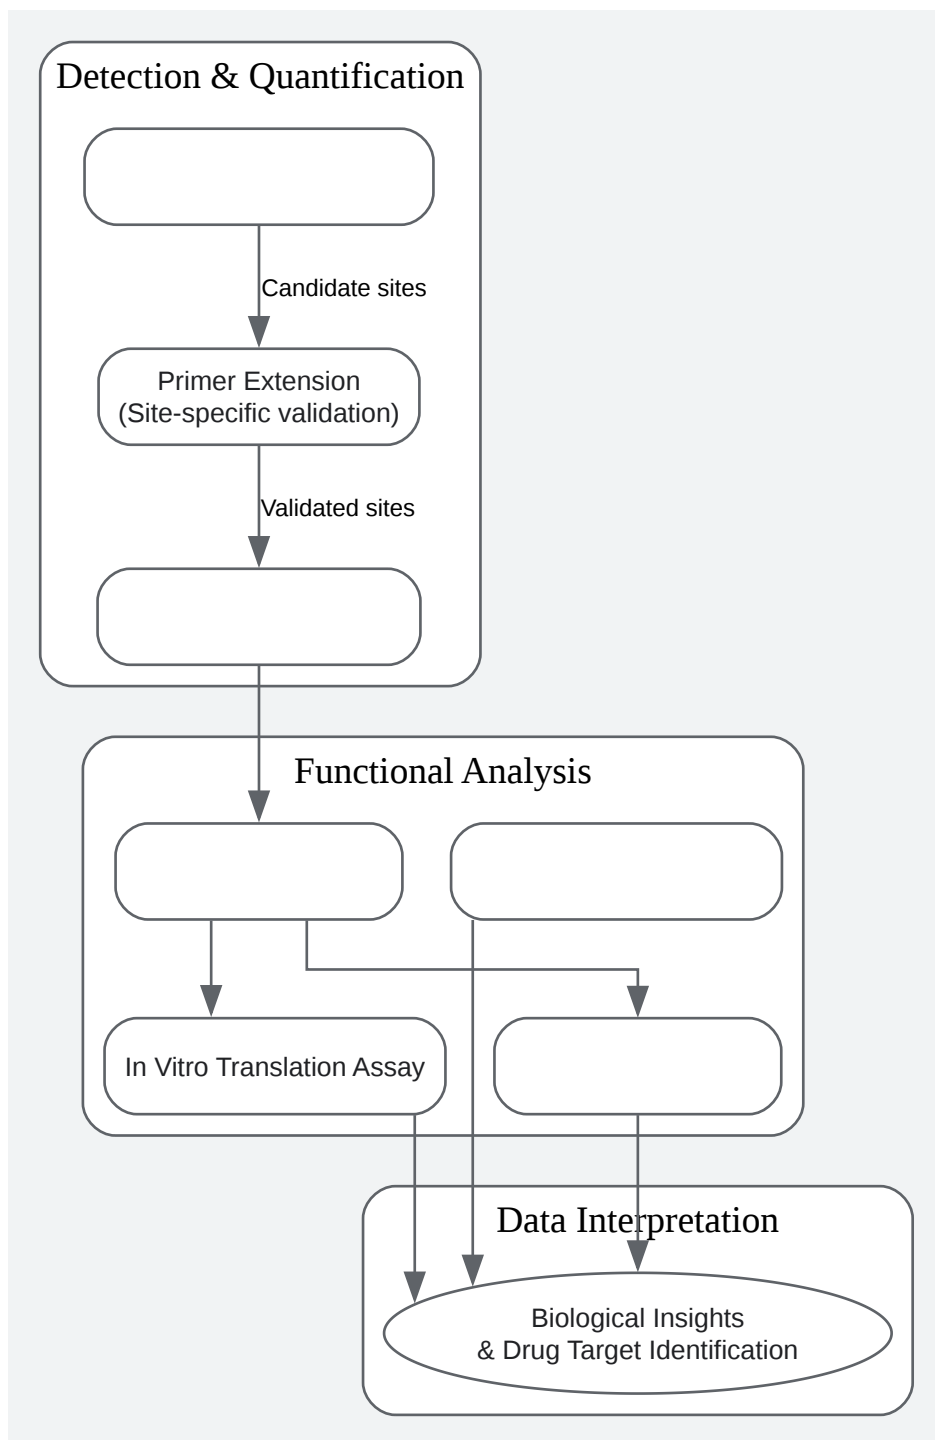 Detection & Quantification
Candidate sites
Primer Extension
(Site-specific validation)
Validated sites
Functional Analysis
In Vitro Translation Assay
Data Interpretation
Biological Insights
& Drug Target Identification